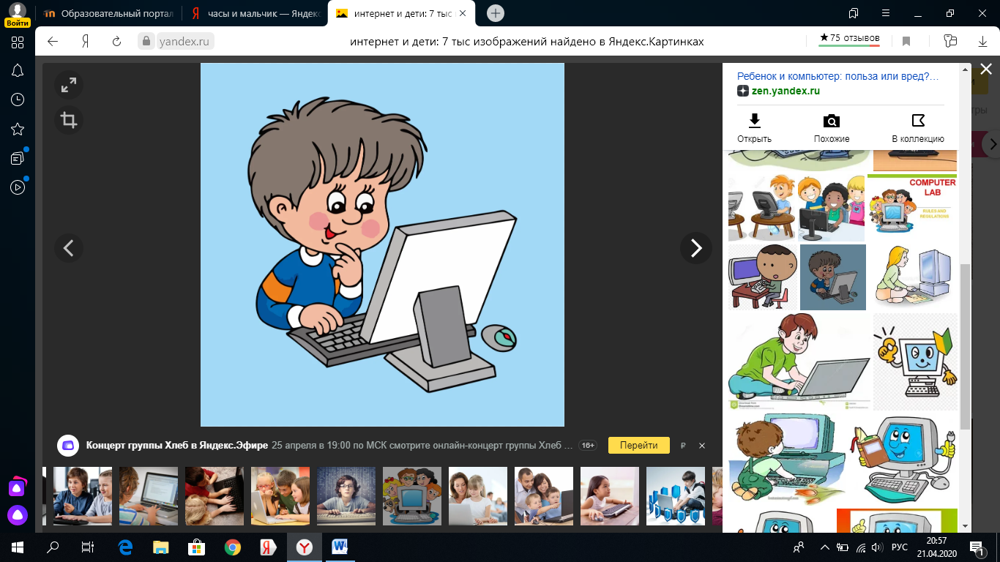 Войти
Образовательный портал
часы и мальчик — Яндекс
интернет и дети: 7 тыс
yandex.ru
интернет и дети: 7 тыс изображений найдено в Яндекс.Картинках
★75 отзывов
Ребенок и компьютер: польза или вред?…
zen.yandex.ru
Открыть
Похожие
В коллекцию
COMPUTER
LAB
RULES AND
REGULATIONS
Концерт группы Хлеб в Яндекс.Эфире 25 апреля в 19:00 по МСК смотрите онлайн-концерт группы Хлеб …
16+
Перейти
₽
РУС
20:57
21.04.2020
1